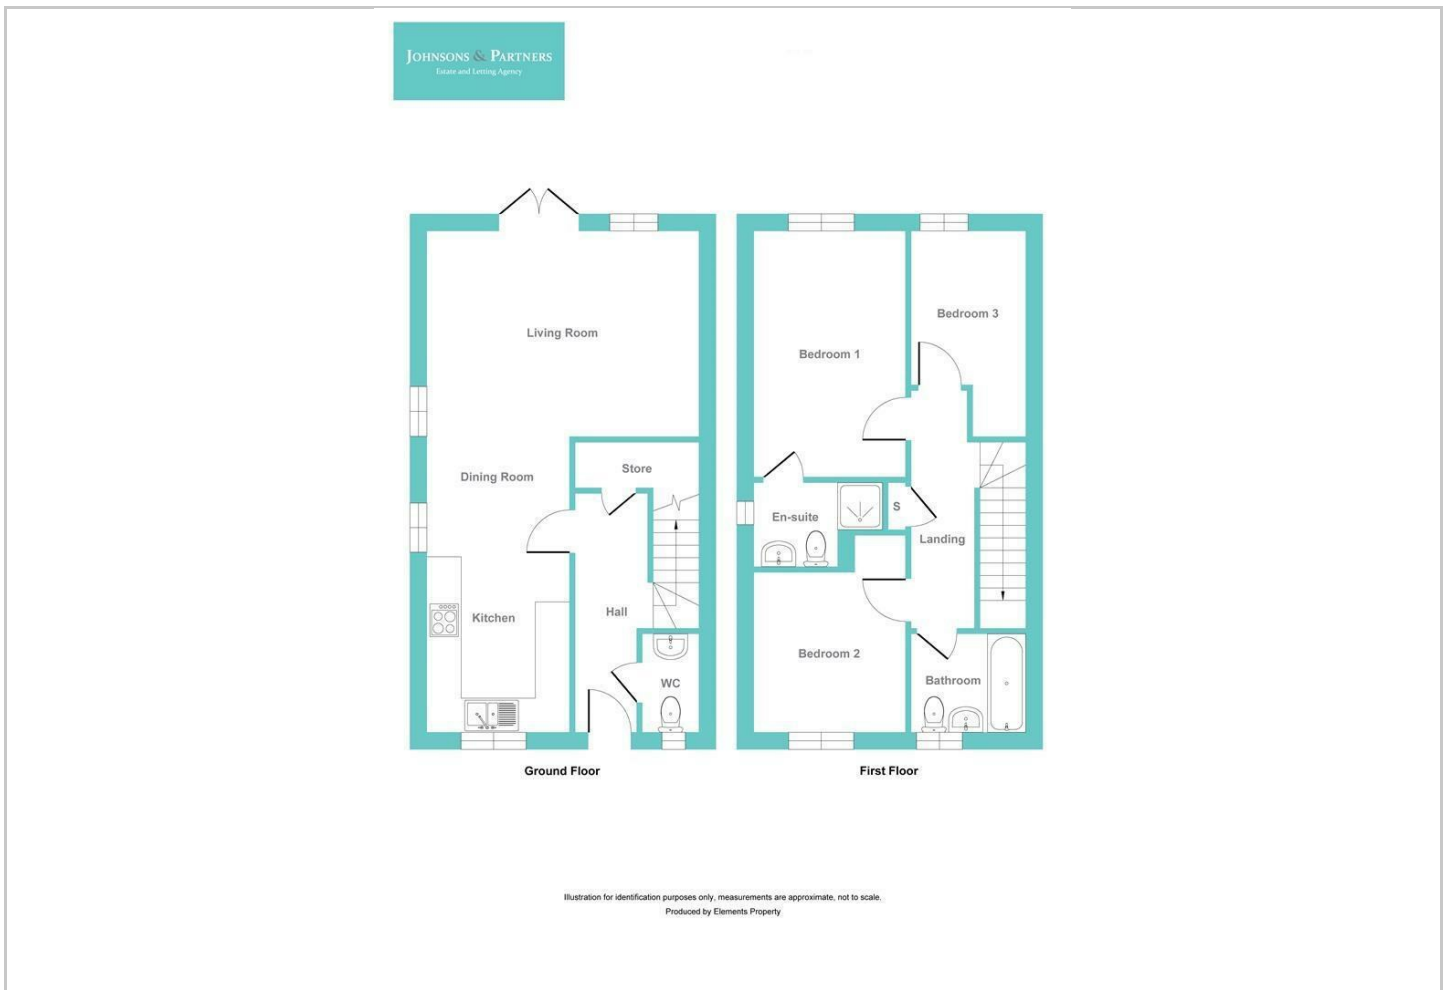 JOHNSONS & PARTNERS
Estate and Letting Agency
Living Room
Dining Room
Store
Kitchen
Hall
WC
Ground Floor
Bedroom 1
Bedroom 3
En-suite
S
Landing
Bedroom 2
Bathroom
First Floor
Illustration for identification purposes only, measurements are approximate, not to scale.
Produced by Elements Property